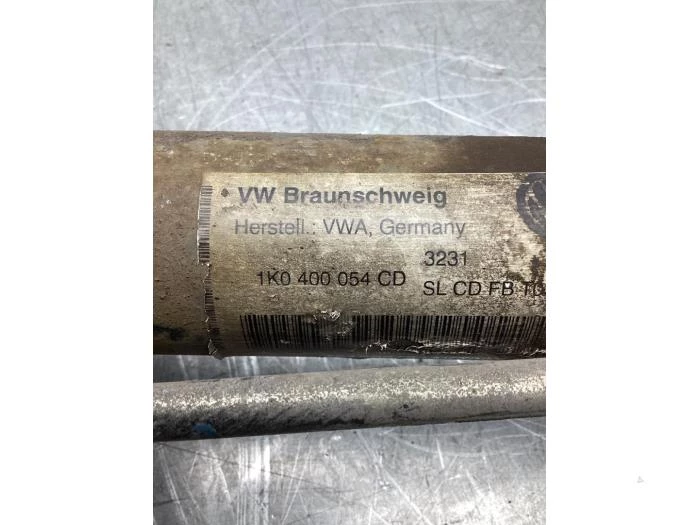 VW Braunschweig
Herstell.: VWA, Germany
3231
1K0 400 054 CD
SL CD FB